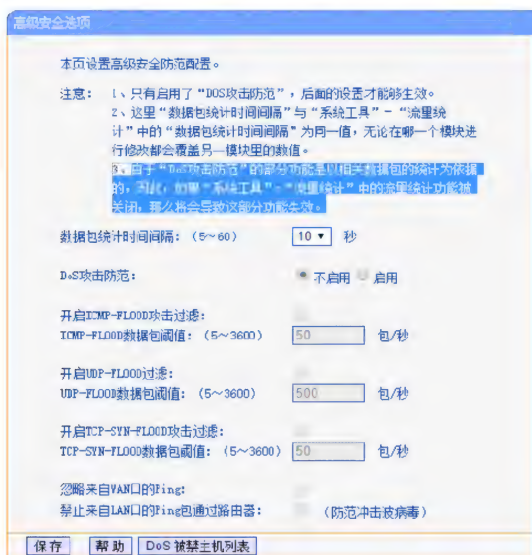 高级安全选项
本页设置高级安全防范配置。
注意: 1、只有启用了“DOS攻击防范”,后面的设置才能够生效。
2、这里“数据包统计时间间隔”与“系统工具”-“流量统
计”中的“数据包统计时间间隔”为同一值,无论在哪一个模块进
行修改都会覆盖另一模块里的数值。
3、由于“DoS攻击防范”的部分功能是以相关数据包的统计为依据
的,因此,如果“系统工具”-“流量统计”中的流量统计功能被
关闭,那么将会导致这部分功能失效。
数据包统计时间间隔:(5~60) 10 秒
DoS攻击防范: 不启用 启用
开启ICMP-FLOOD攻击过滤:
ICMP-FLOOD数据包阈值:(5~3600) 50 包/秒
开启UDP-FLOOD过滤:
UDP-FLOOD数据包阈值:(5~3600) 500 包/秒
开启TCP-SYN-FLOOD攻击过滤:
TCP-SYN-FLOOD数据包阈值:(5~3600) 50 包/秒
忽略来自WAN口的Ping:
禁止来自LAN口的Ping包通过路由器: (防范冲击波病毒)
保存 帮助 DoS被禁主机列表